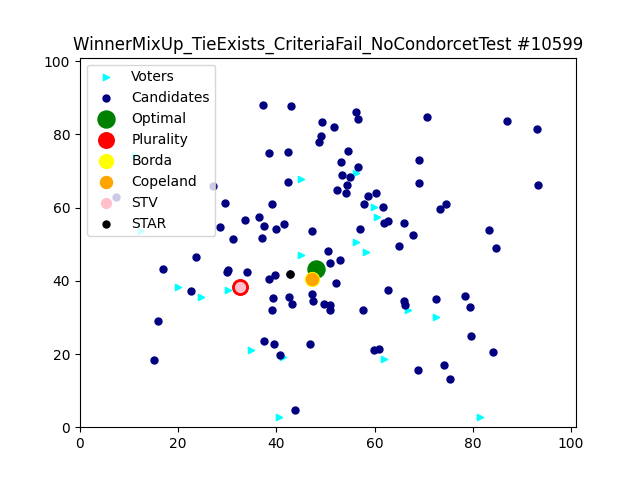 WinnerMixUp_TieExists_CriteriaFail_NoCondorcetTest #10599
100
80
60
40
20
0
Voters
Candidates
Optimal
Plurality
Borda
Copeland
STV
STAR
0 20 40 60 80 100